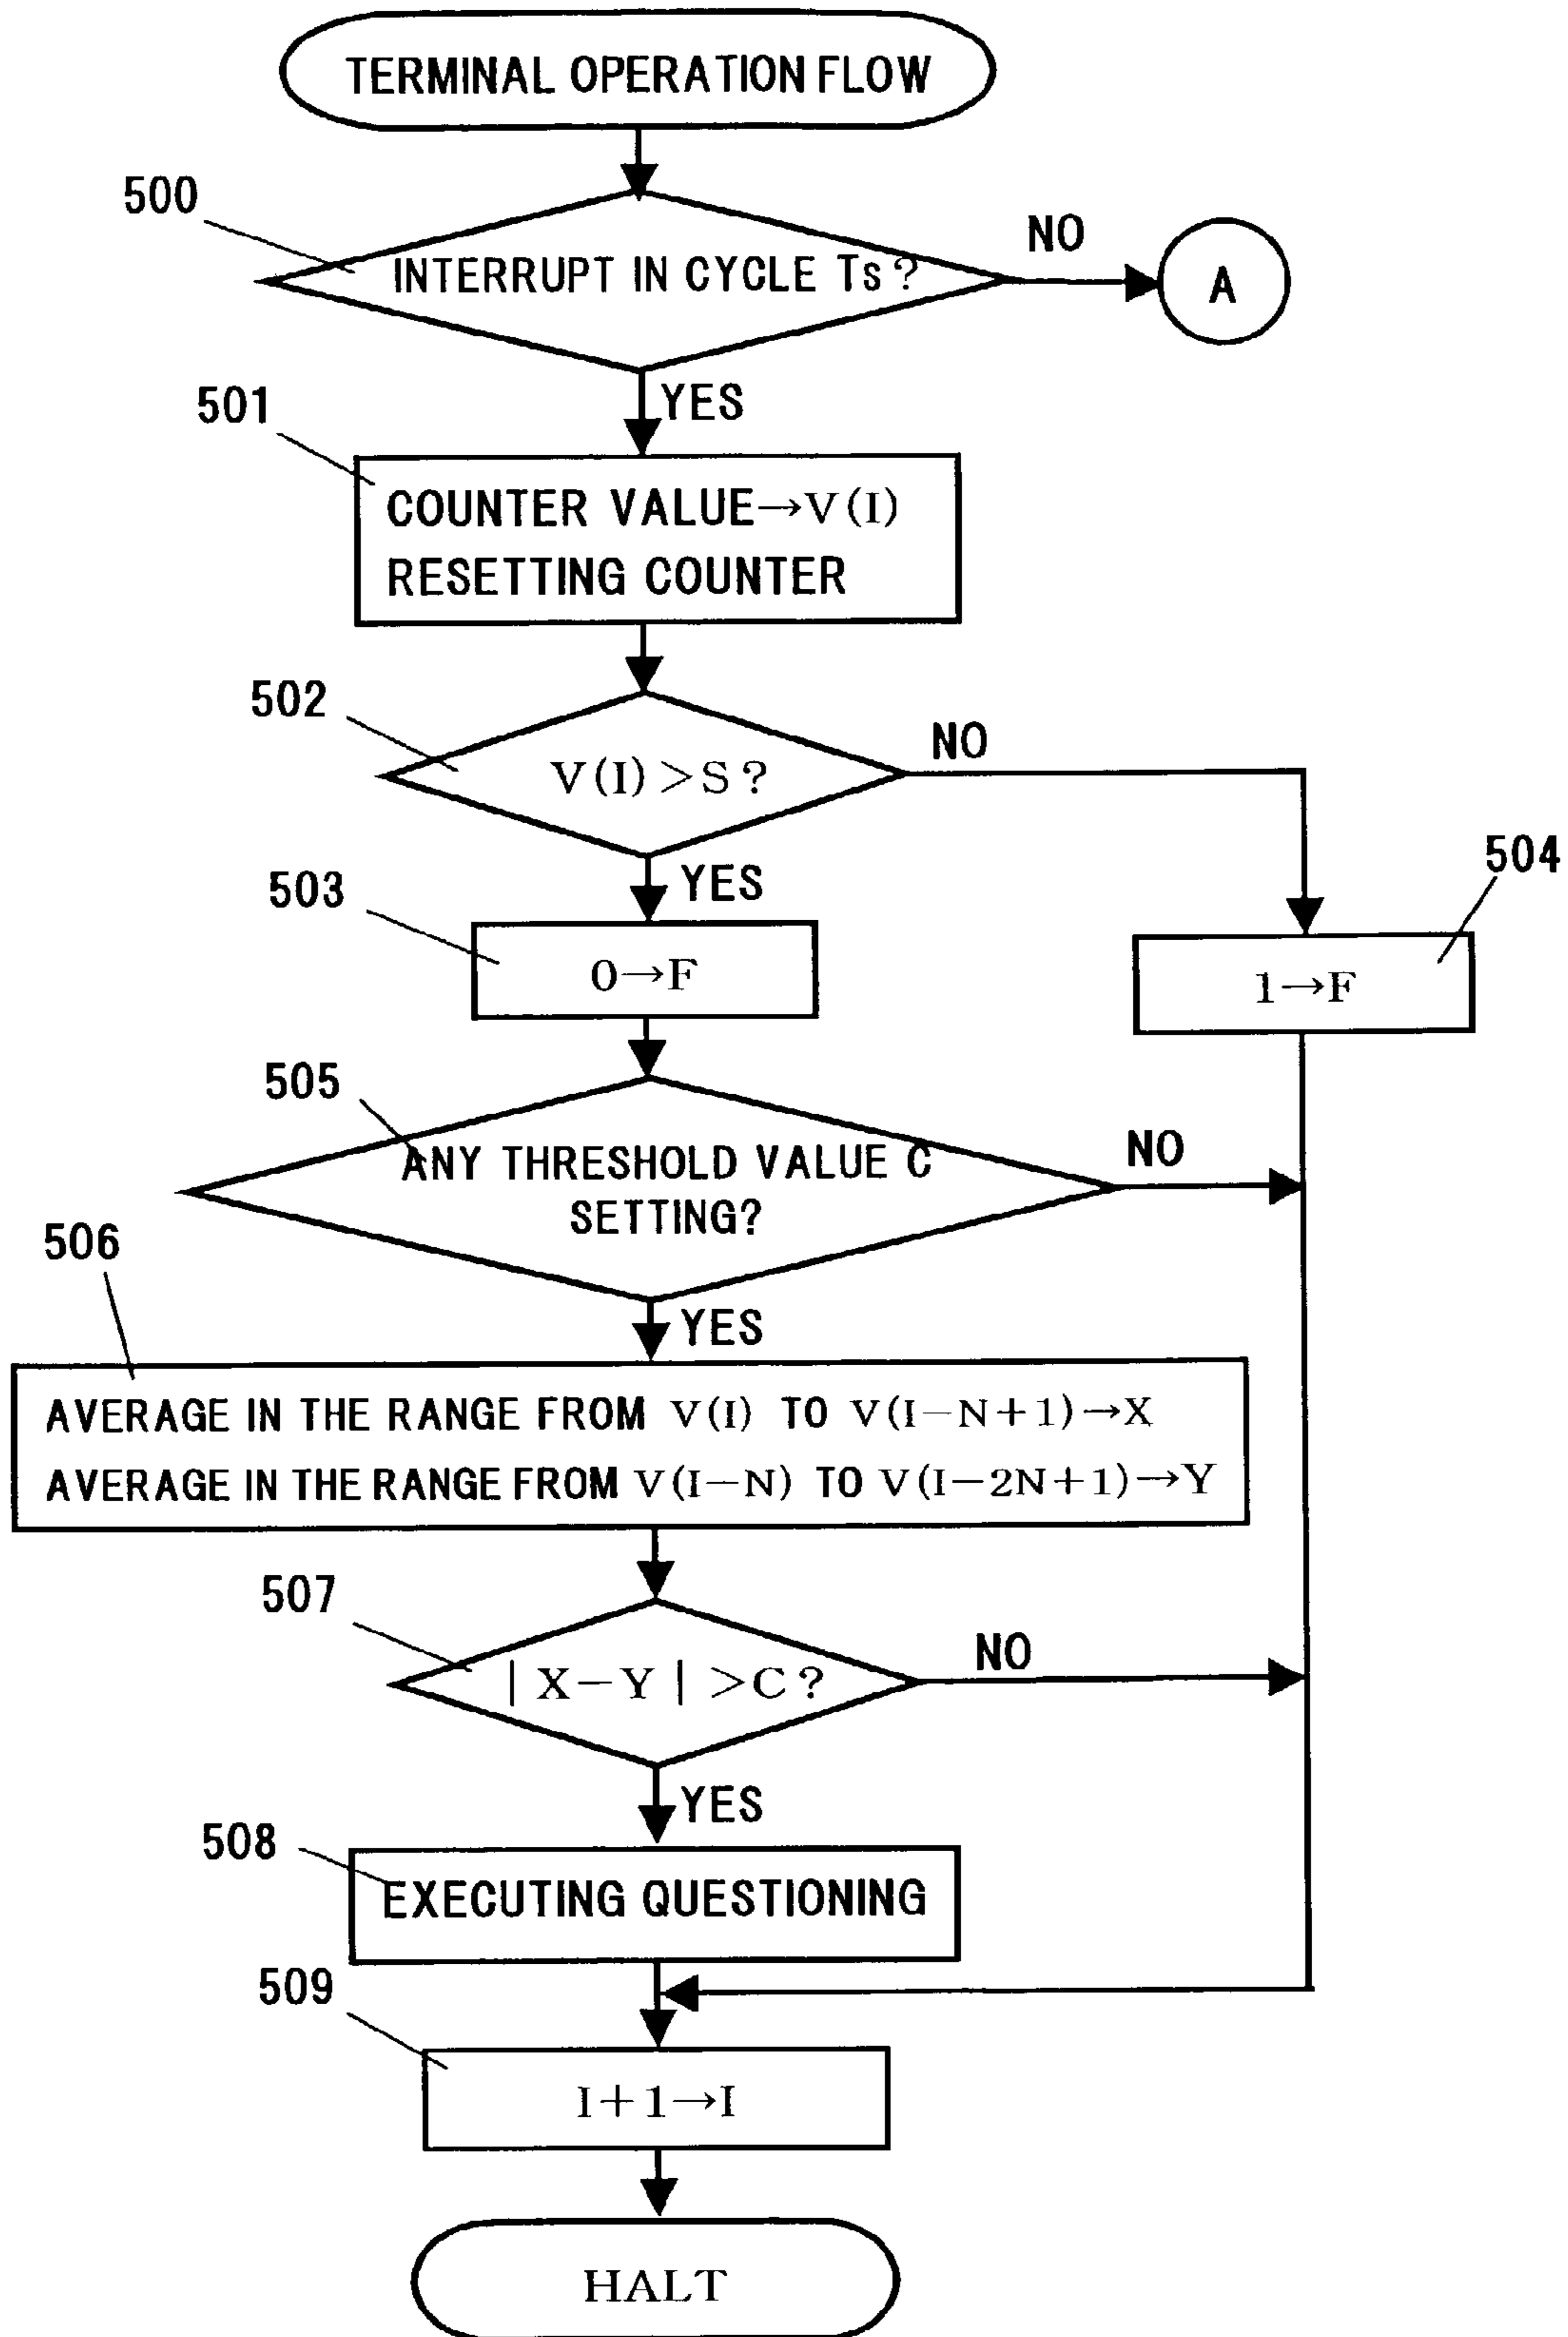 TERMINAL OPERATION FLOW
500
INTERRUPT IN CYCLE Ts?
NO
A
YES
501
COUNTER VALUE→V(I)
RESETTING COUNTER
502
V(I)>S?
NO
YES
503
0→F
504
1→F
505
ANY THRESHOLD VALUE C
SETTING?
NO
YES
506
AVERAGE IN THE RANGE FROM V(I) TO V(I-N+1)→X
AVERAGE IN THE RANGE FROM V(I-N) TO V(I-2N+1)→Y
507
|X-Y|>C?
NO
YES
508
EXECUTING QUESTIONING
509
I+1→I
HALT